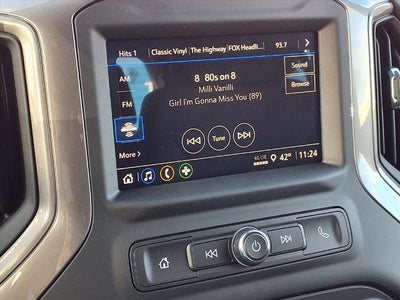 Hits 1 Classic Vinyl The Highway FOX Headli... 93.7
AM
8 80s on 8
Sound
Milli Vanilli
Browse
Girl I'm Gonna Miss You (89)
FM
Tune
More >
4G LTE 42° 11:24